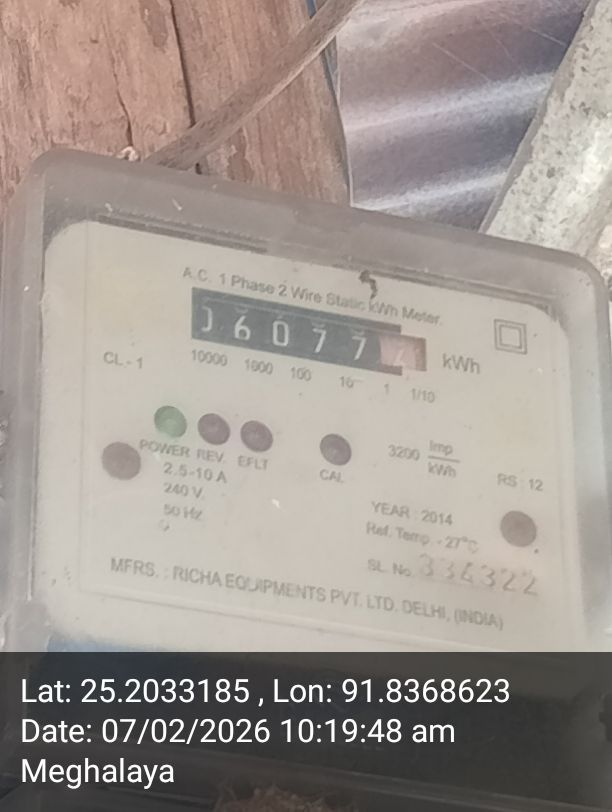 A.C. 1 Phase 2 Wire Static kWh Meter.
06077 kWh
10000 1000 100 10 1 1/10
CL - 1
POWER REV. EFLT
CAL
3200 Imp/kWh
RS : 12
2.5-10 A
240 V.
50 Hz
YEAR : 2014
Ref. Temp. - 27°C
SL. No. 334322
MFRS. : RICHA EQUIPMENTS PVT. LTD. DELHI, (INDIA)
Lat: 25.2033185 , Lon: 91.8368623
Date: 07/02/2026 10:19:48 am
Meghalaya